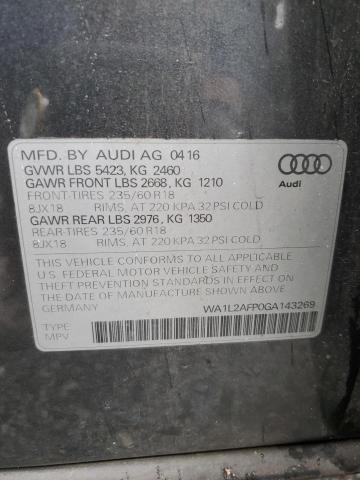 MFD. BY AUDI AG 04 16
GVWR LBS 5423, KG 2460
GAWR FRONT LBS 2668, KG 1210
FRONT-TIRES 235/60 R18
8JX18 RIMS, AT 220 KPA 32 PSI COLD
GAWR REAR LBS 2976, KG 1350
REAR-TIRES 235/60 R18
8JX18 RIMS, AT 220 KPA 32 PSI COLD
Audi
THIS VEHICLE CONFORMS TO ALL APPLICABLE
U.S. FEDERAL MOTOR VEHICLE SAFETY AND
THEFT PREVENTION STANDARDS IN EFFECT ON
THE DATE OF MANUFACTURE SHOWN ABOVE.
GERMANY WA1L2AFP0GA143269
TYPE:
MPV